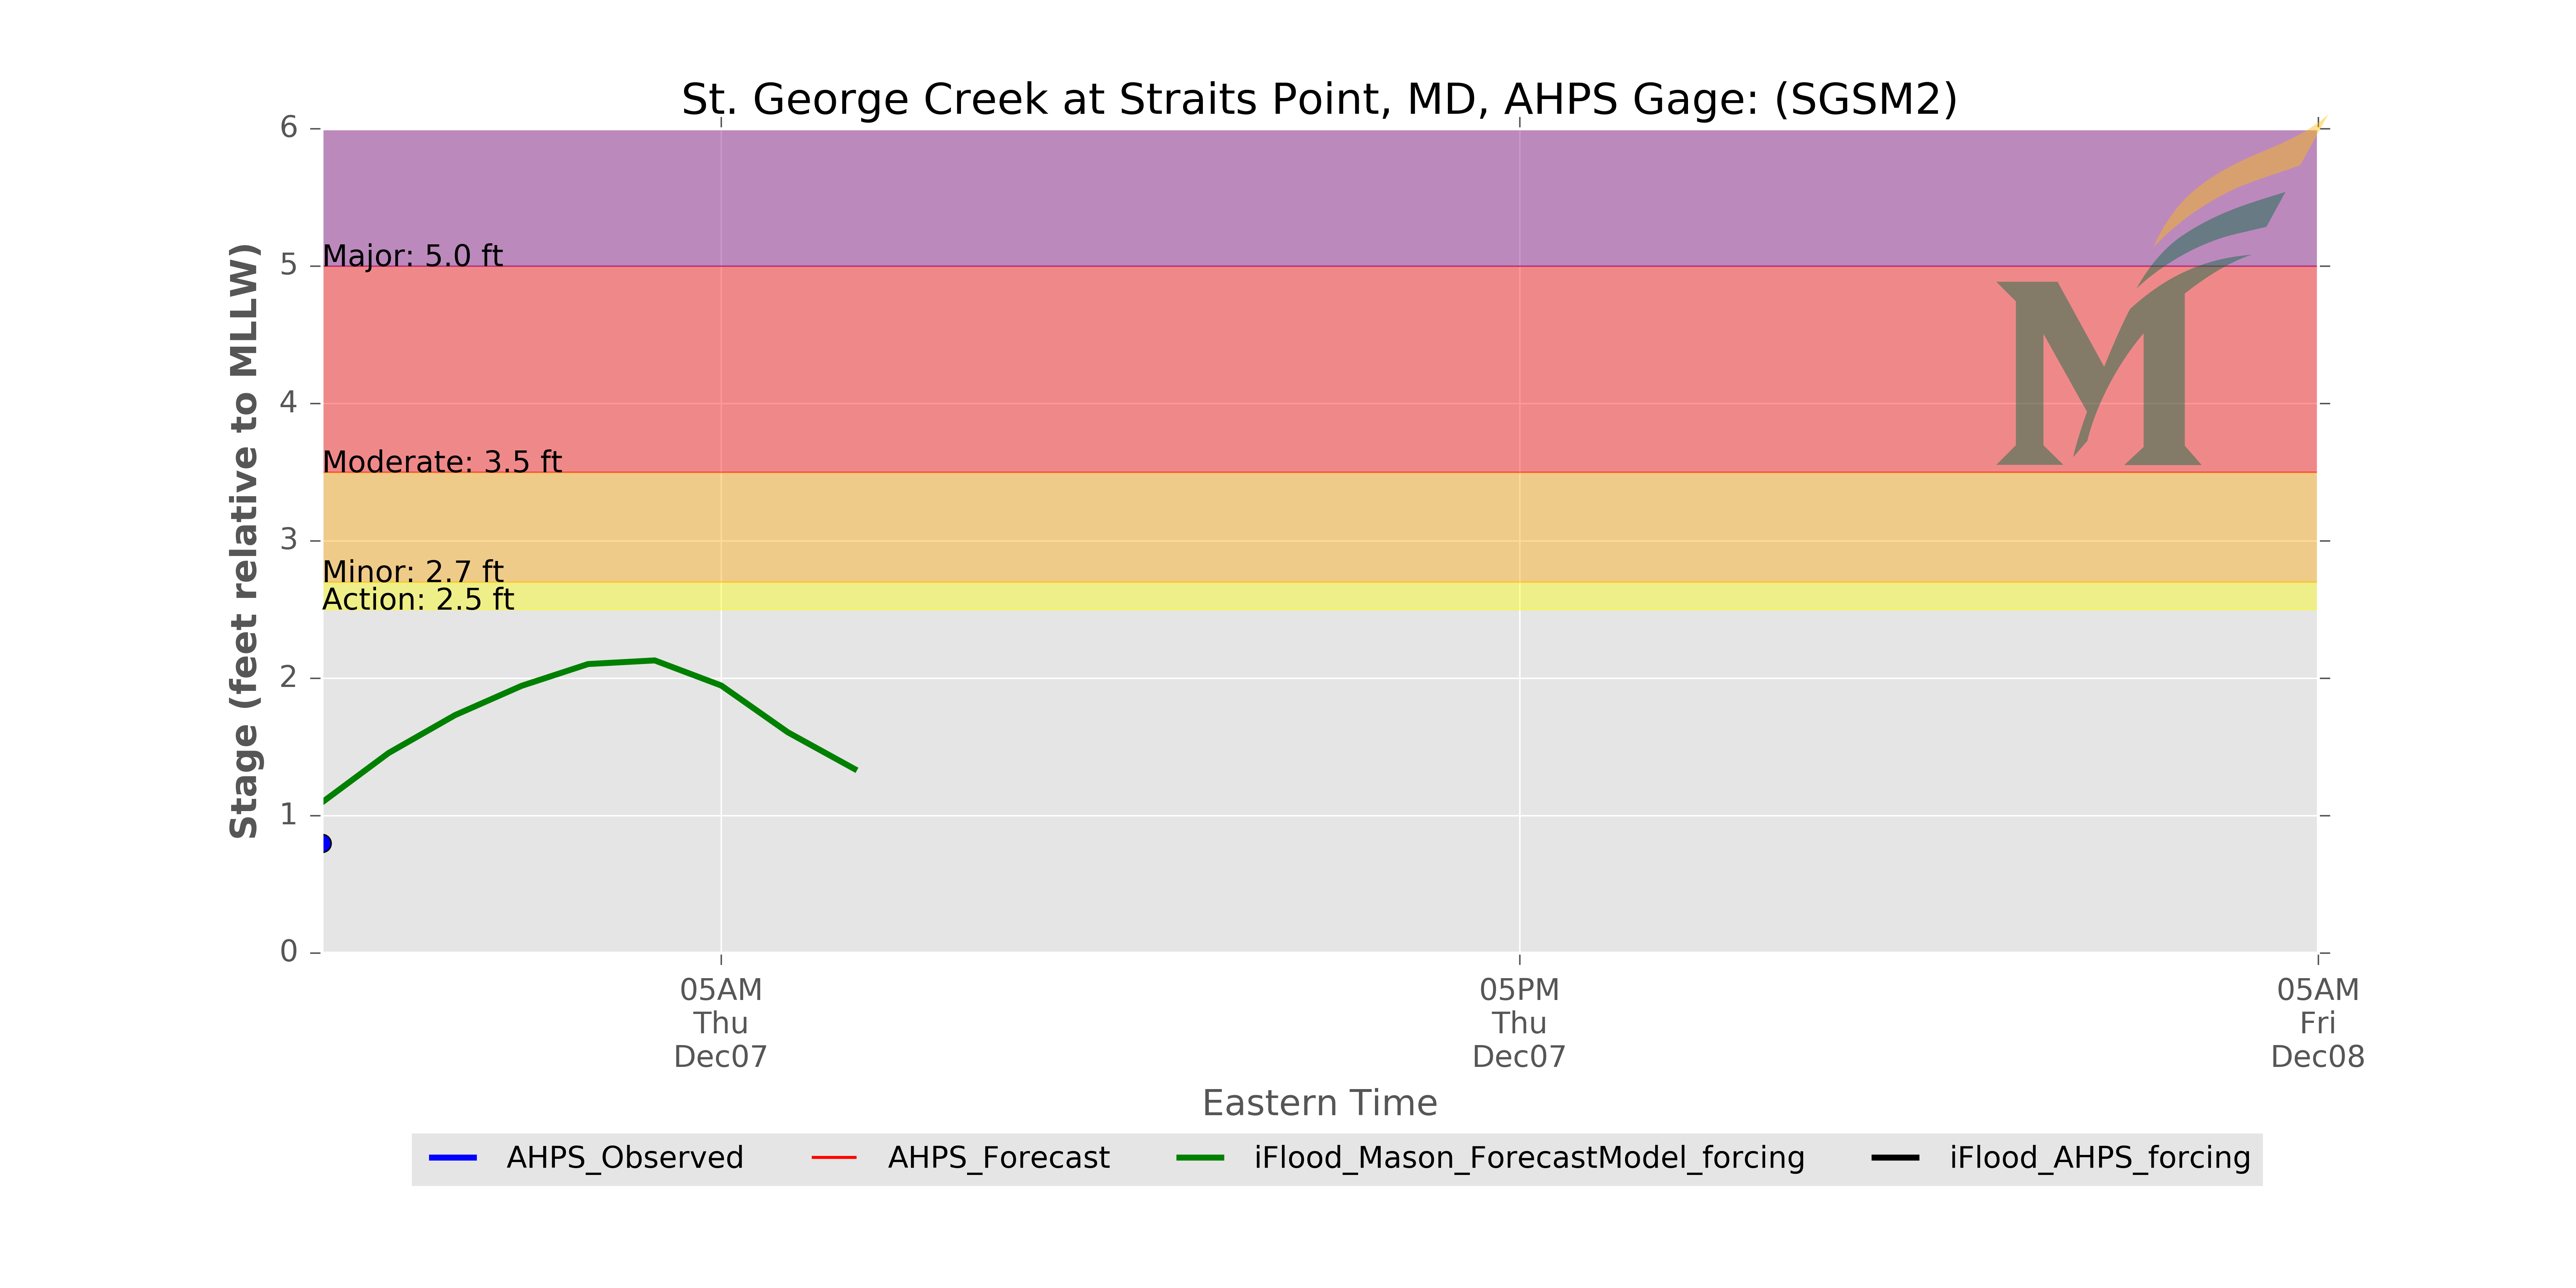 St. George Creek at Straits Point, MD, AHPS Gage: (SGSM2)
Stage (feet relative to MLLW)
6
5
4
3
2
1
0
Major: 5.0 ft
Moderate: 3.5 ft
Minor: 2.7 ft
Action: 2.5 ft
M
05AM
Thu
Dec07
05PM
Thu
Dec07
05AM
Fri
Dec08
Eastern Time
AHPS_Observed
AHPS_Forecast
iFlood_Mason_ForecastModel_forcing
iFlood_AHPS_forcing